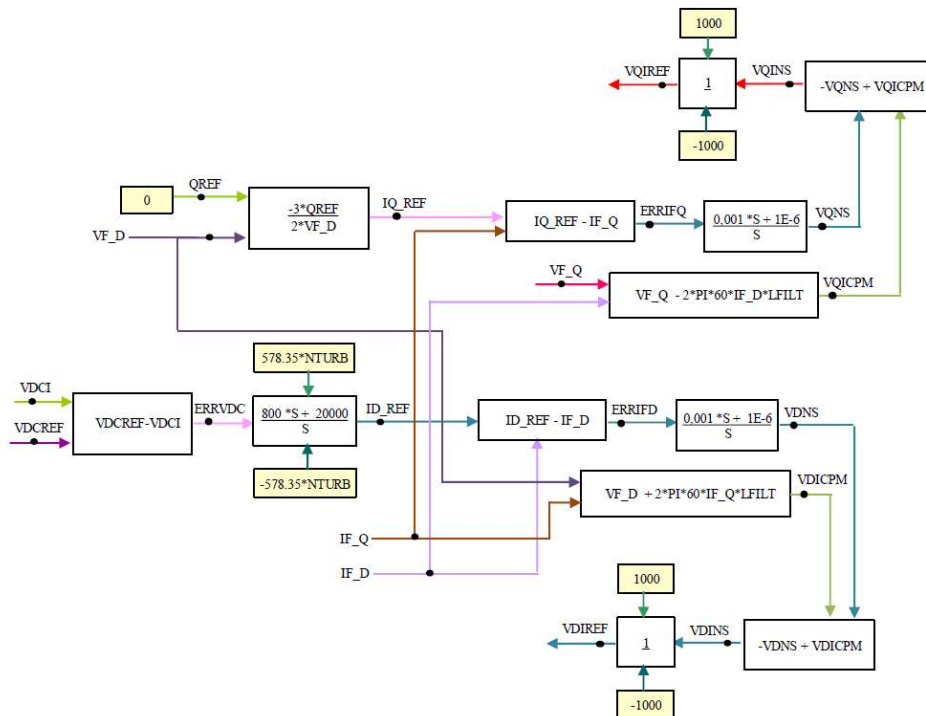 1000
VQIREF
1
VQINS
-VQNS + VQICPM
-1000
QREF
0
-3*QREF
2*VF_D
IQ_REF
IQ_REF - IF_Q
ERRIFQ
0.001 *S + 1E-6
S
VQNS
VF_D
VF_Q
VF_Q - 2*PI*60*IF_D*LFILT
VQICPM
578.35*NTURB
VDCI
VDCREF
VDCREF-VDCI
ERRVDC
800 *S + 20000
S
ID_REF
ID_REF - IF_D
ERRIFD
0.001 *S + 1E-6
S
VDNS
-578.35*NTURB
VF_D + 2*PI*60*IF_Q*LFILT
VDICPM
IF_Q
IF_D
1000
VDIREF
1
VDINS
-VDNS + VDICPM
-1000